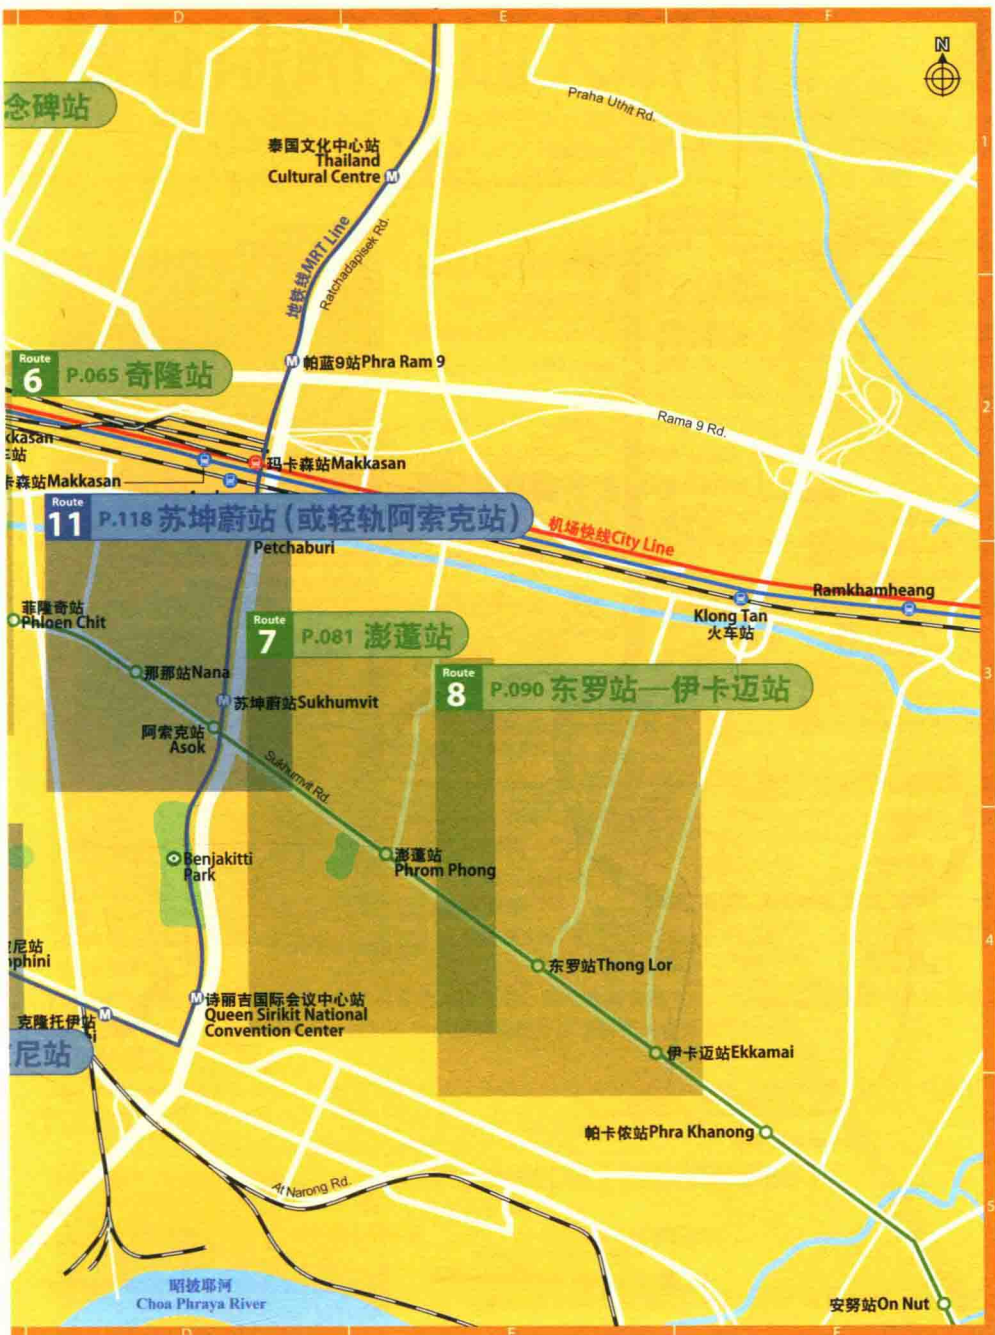 D
E
F
N
念碑站
Praha Uthit Rd.
1
泰国文化中心站
Thailand
Cultural Centre
M
地铁线MRT Line
Ratchadapisek Rd.
Route
6
P.065 奇隆站
M
帕蓝9站Phra Ram 9
2
Rama 9 Rd.
kkasan
玛卡森站Makkasan
卡森站Makkasan
Route
11
P.118 苏坤蔚站(或轻轨阿索克站)
机场快线City Line
Petchaburi
Ramkhamheang
Klong Tan
火车站
菲隆奇站
Phloen Chit
Route
7
P.081 澎蓬站
那那站Nana
Route
8
P.090 东罗站—伊卡迈站
3
M
苏坤蔚站Sukhumvit
阿索克站
Asok
Sukhumvit Rd.
Benjakitti
Park
澎蓬站
Phrom Phong
4
尼站
phini
东罗站Thong Lor
M
诗丽吉国际会议中心站
Queen Sirikit National
Convention Center
克隆托伊站
M
尼站
伊卡迈站Ekkamai
帕卡侬站Phra Khanong
At Narong Rd.
5
昭披耶河
Choa Phraya River
安努站On Nut
D
E
F